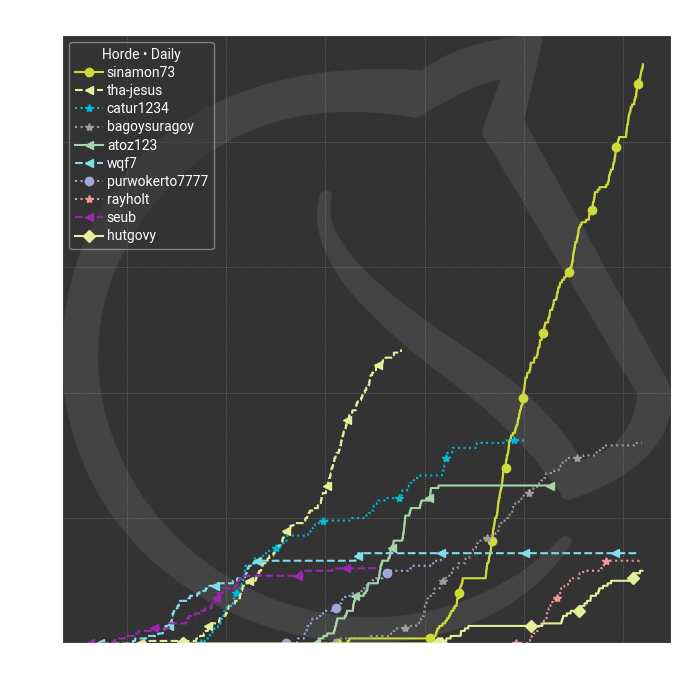 Horde • Daily
sinamon73
tha-jesus
catur1234
bagoysuragoy
atoz123
wqf7
purwokerto7777
rayholt
seub
hutgovy